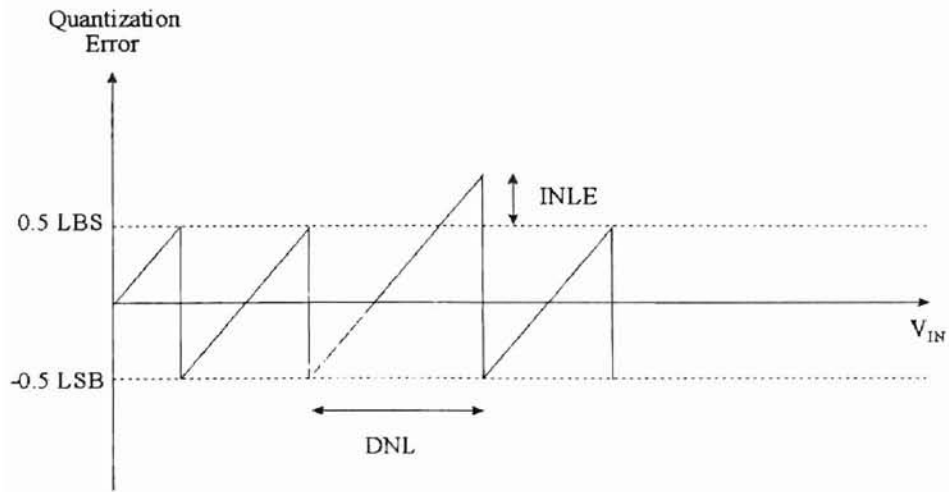 Quantization
Error
INLE
0.5 LBS
V_IN
-0.5 LSB
DNL